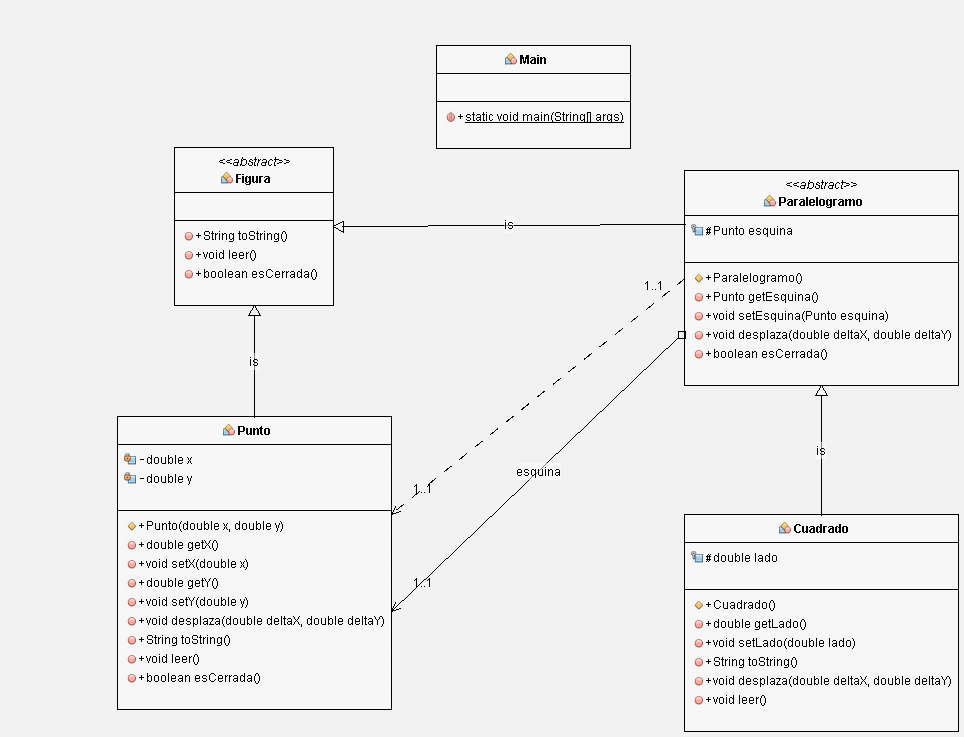 Main
+static void main(String[] args)
<<abstract>>
Figura
+String toString()
+void leer()
+boolean esCerrada()
is
<<abstract>>
Paralelogramo
#Punto esquina
+Paralelogramo()
+Punto getEsquina()
+void setEsquina(Punto esquina)
+void desplaza(double deltaX, double deltaY)
+boolean esCerrada()
1..1
is
Punto
-double x
-double y
+Punto(double x, double y)
+double getX()
+void setX(double x)
+double getY()
+void setY(double y)
+void desplaza(double deltaX, double deltaY)
+String toString()
+void leer()
+boolean esCerrada()
1..1
esquina
1..1
is
Cuadrado
#double lado
+Cuadrado()
+double getLado()
+void setLado(double lado)
+String toString()
+void desplaza(double deltaX, double deltaY)
+void leer()